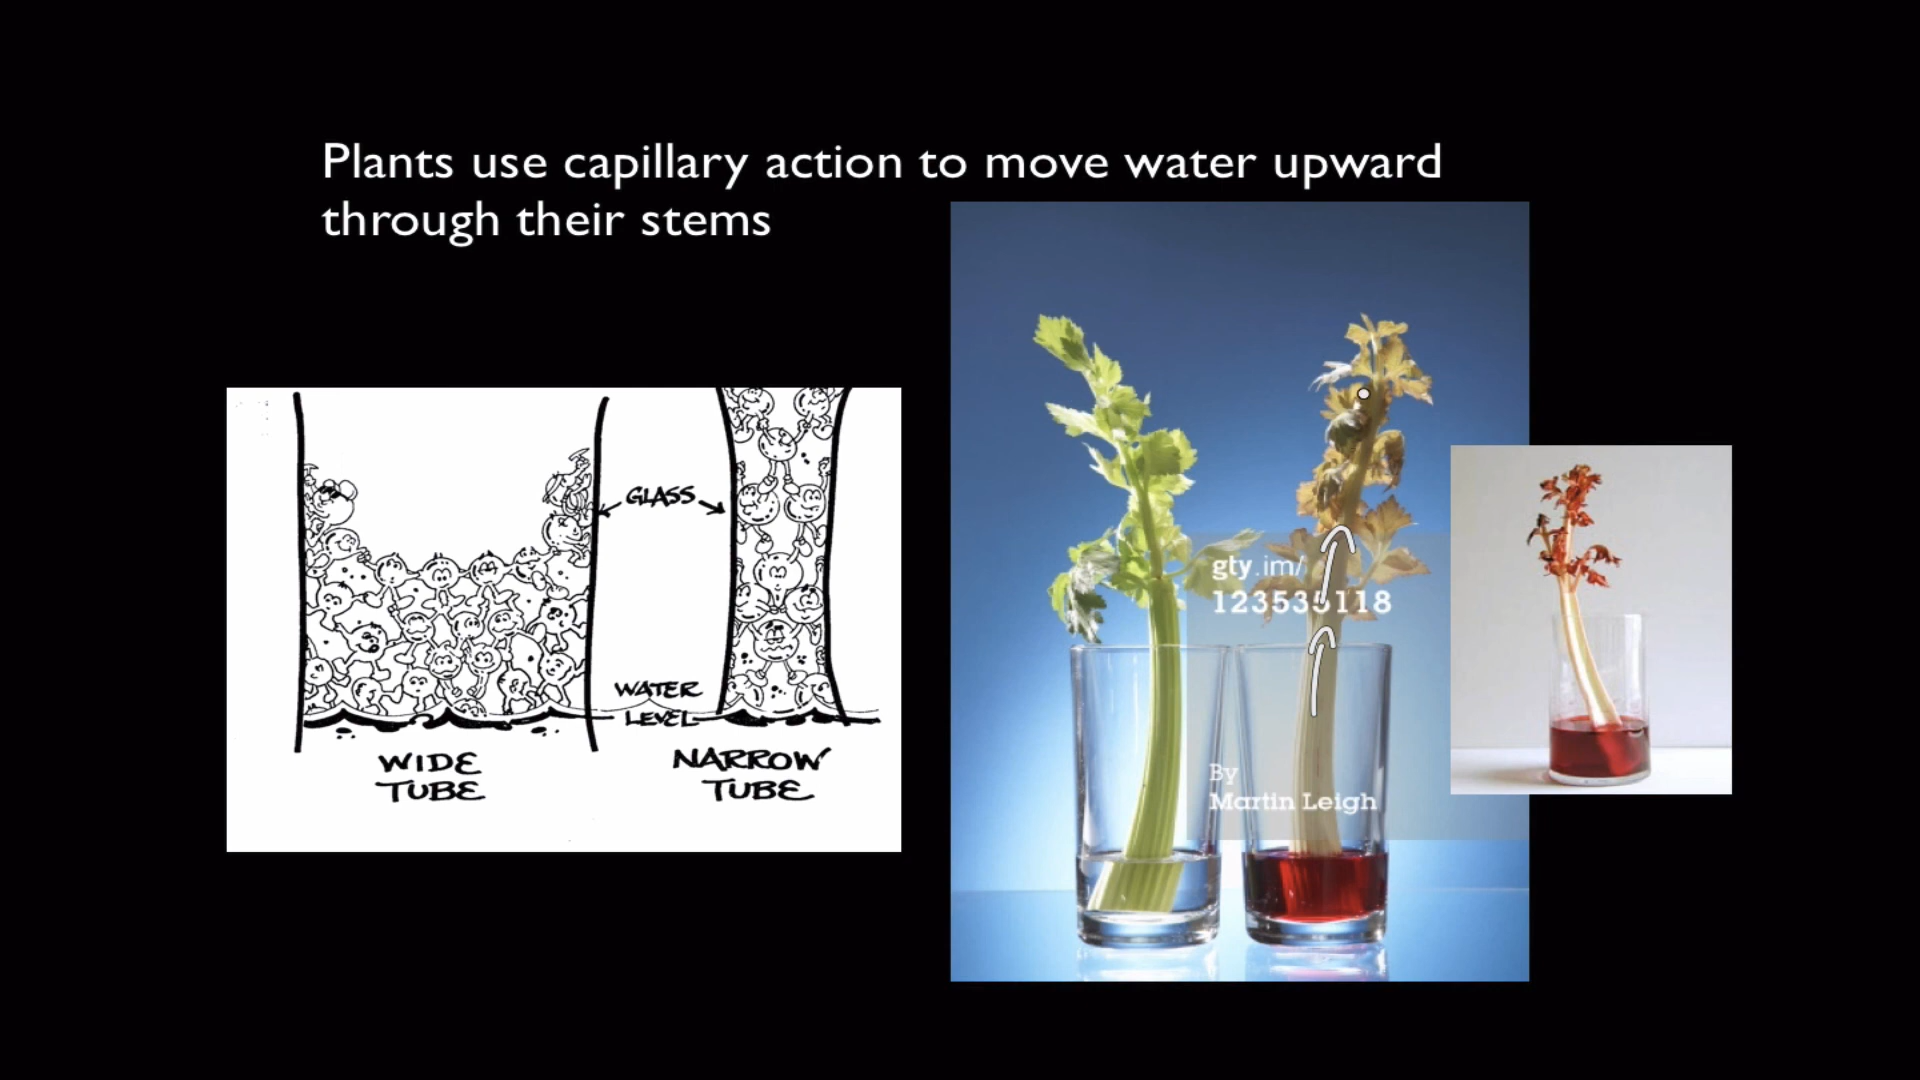 Plants use capillary action to move water upward
through their stems
GLASS
WATER
LEVEL
WIDE
TUBE
NARROW
TUBE
gty.im/
123535118
By
Martin Leigh